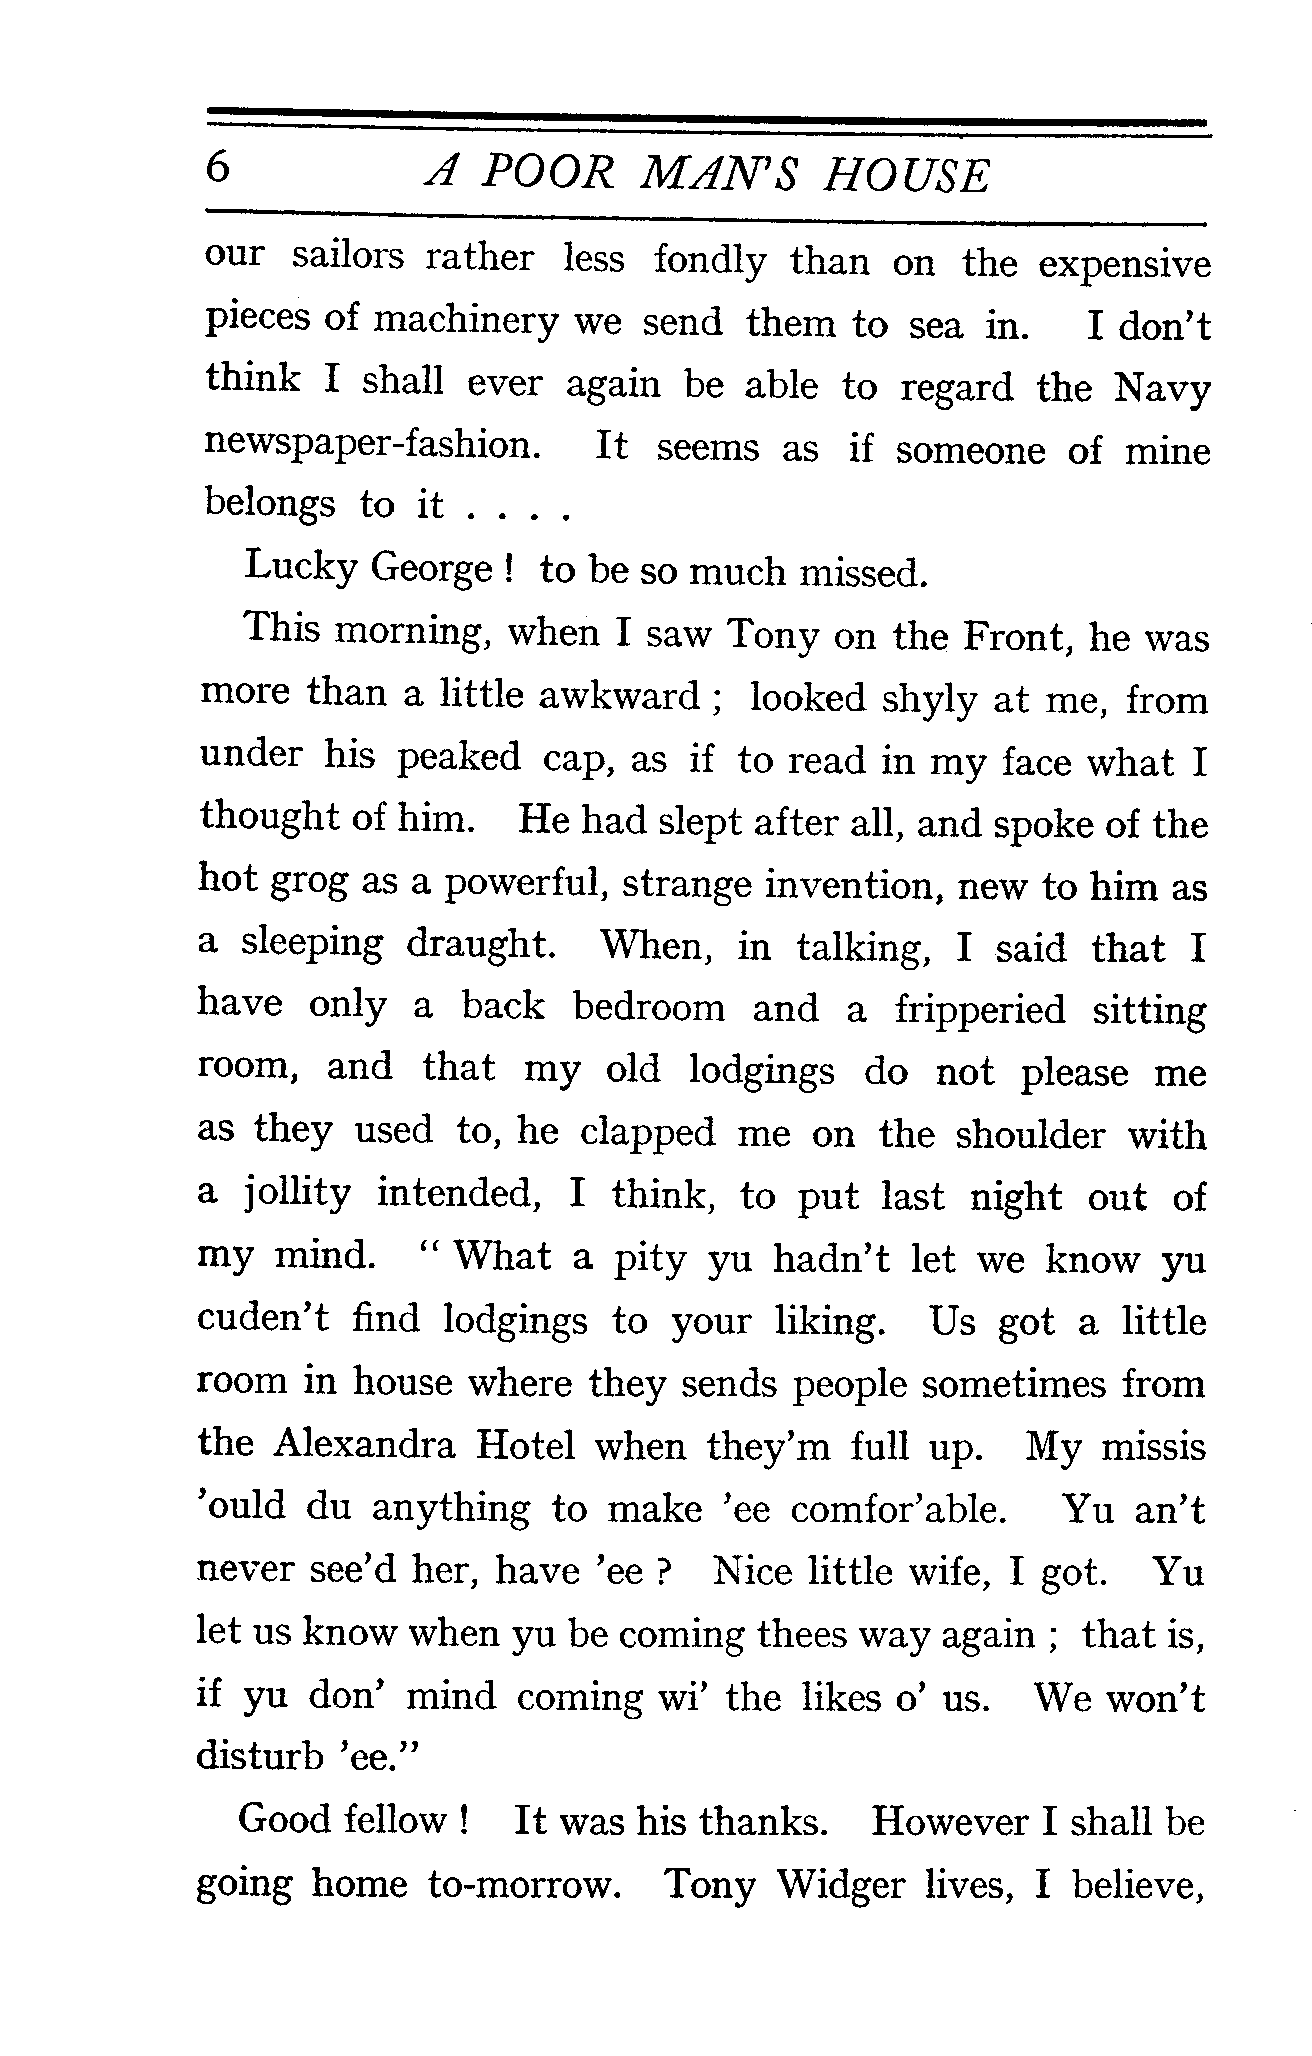 6 A POOR MAN'S HOUSE
our sailors rather less fondly than on the expensive
pieces of machinery we send them to sea in. I don't
think I shall ever again be able to regard the Navy
newspaper-fashion. It seems as if someone of mine
belongs to it . . . .
Lucky George ! to be so much missed.
This morning, when I saw Tony on the Front, he was
more than a little awkward ; looked shyly at me, from
under his peaked cap, as if to read in my face what I
thought of him. He had slept after all, and spoke of the
hot grog as a powerful, strange invention, new to him as
a sleeping draught. When, in talking, I said that I
have only a back bedroom and a fripperied sitting
room, and that my old lodgings do not please me
as they used to, he clapped me on the shoulder with
a jollity intended, I think, to put last night out of
my mind. " What a pity yu hadn't let we know yu
cuden't find lodgings to your liking. Us got a little
room in house where they sends people sometimes from
the Alexandra Hotel when they'm full up. My missis
'ould du anything to make 'ee comfor'able. Yu an't
never see'd her, have 'ee ? Nice little wife, I got. Yu
let us know when yu be coming thees way again ; that is,
if yu don' mind coming wi' the likes o' us. We won't
disturb 'ee."
Good fellow ! It was his thanks. However I shall be
going home to-morrow. Tony Widger lives, I believe,